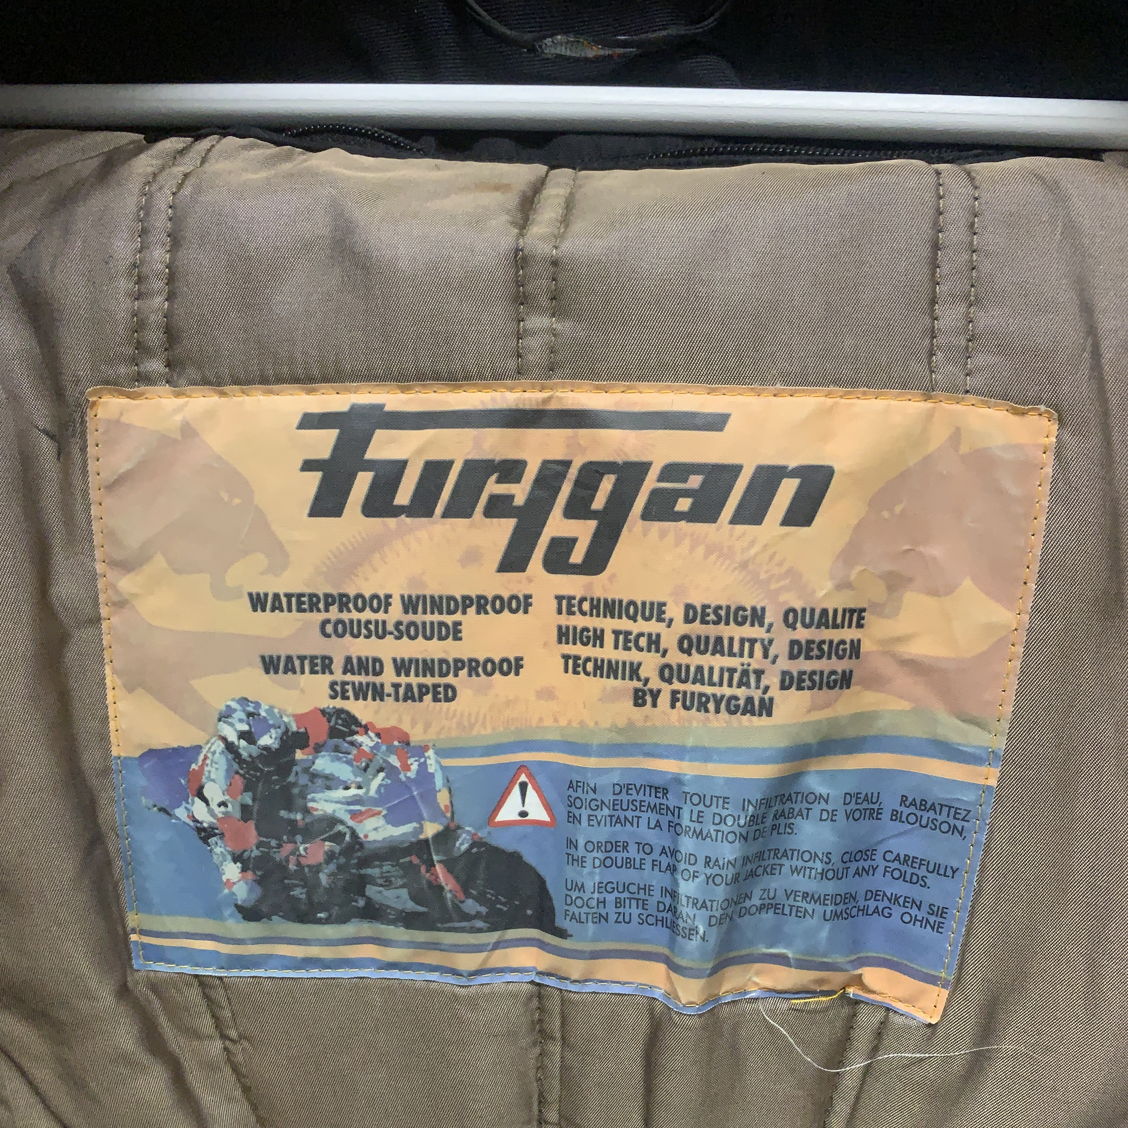 furygan
WATERPROOF WINDPROOF
COUSU-SOUDE
WATER AND WINDPROOF
SEWN-TAPED
TECHNIQUE, DESIGN, QUALITE
HIGH TECH, QUALITY, DESIGN
TECHNIK, QUALITÄT, DESIGN
BY FURYGAN
AFIN D'EVITER TOUTE INFILTRATION D'EAU, RABATTEZ
SOIGNEUSEMENT LE DOUBLE RABAT DE VOTRE BLOUSON,
EN EVITANT LA FORMATION DE PLIS.
IN ORDER TO AVOID RAIN INFILTRATIONS, CLOSE CAREFULLY
THE DOUBLE FLAP OF YOUR JACKET WITHOUT ANY FOLDS.
UM JEGUCHE INFILTRATIONEN ZU VERMEIDEN, DENKEN SIE
DOCH BITTE DARAN, DEN DOPPELTEN UMSCHLAG OHNE
FALTEN ZU SCHLIESSEN.